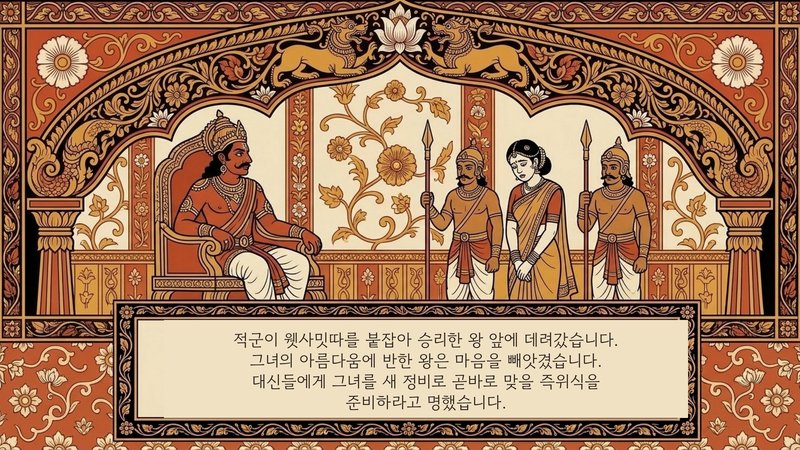 적군이 웻사밋따를 붙잡아 승리한 왕 앞에 데려갔습니다.
그녀의 아름다움에 반한 왕은 마음을 빼앗겼습니다.
대신들에게 그녀를 새 정비로 곧바로 맞을 즉위식을
준비하라고 명했습니다.